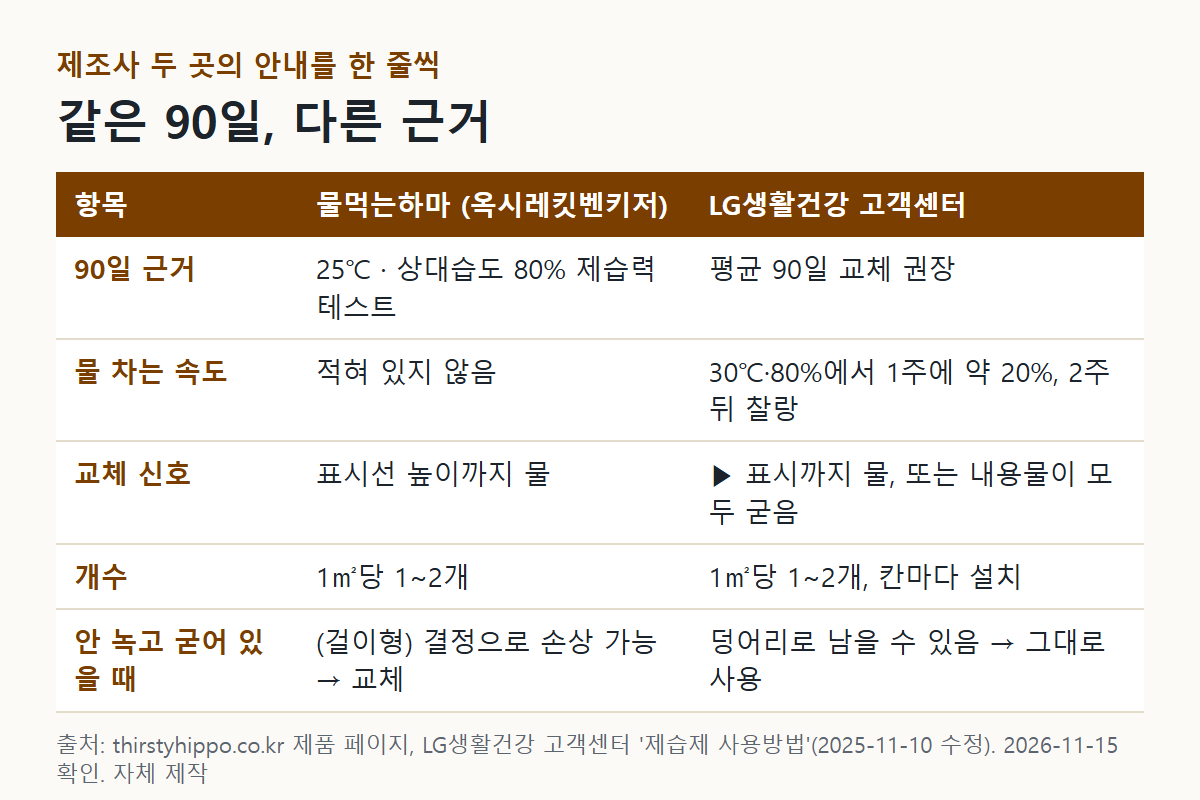 제조사 두 곳의 안내를 한 줄씩
같은 90일, 다른 근거
항목 물먹는하마 (옥시레킷벤키저) LG생활건강 고객센터
90일 근거 25℃ · 상대습도 80% 제습력 평균 90일 교체 권장
테스트
물 차는 속도 적혀 있지 않음 30℃·80%에서 1주에 약 20%, 2주
뒤 찰랑
교체 신호 표시선 높이까지 물 ▶ 표시까지 물, 또는 내용물이 모
두 굳음
개수 1㎡당 1~2개 1㎡당 1~2개, 칸마다 설치
안 녹고 굳어 있 (걸이형) 결정으로 손상 가능 덩어리로 남을 수 있음 → 그대로
을 때 → 교체 사용
출처: thirstyhippo.co.kr 제품 페이지, LG생활건강 고객센터 '제습제 사용방법'(2025-11-10 수정). 2026-11-15
확인. 자체 제작